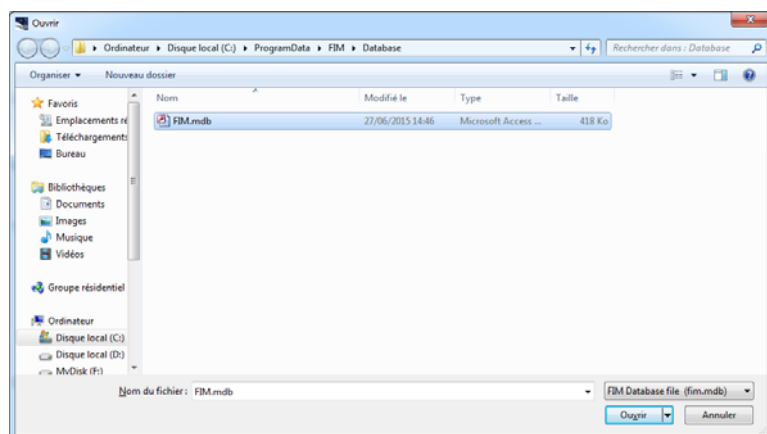 Ouvrir
Ordinateur ▸ Disque local (C:) ▸ ProgramData ▸ FIM ▸ Database
Rechercher dans : Database
Organiser Nouveau dossier
Nom Modifié le Type Taille
FIM.mdb 27/06/2015 14:46 Microsoft Access ... 418 Ko
Favoris
Emplacements ré
Téléchargements
Bureau
Bibliothèques
Documents
Images
Musique
Vidéos
Groupe résidentiel
Ordinateur
Disque local (C:)
Disque local (D:)
MyDisk (F:)
Nom du fichier : FIM.mdb
FIM Database file (fim.mdb)
Ouvrir Annuler